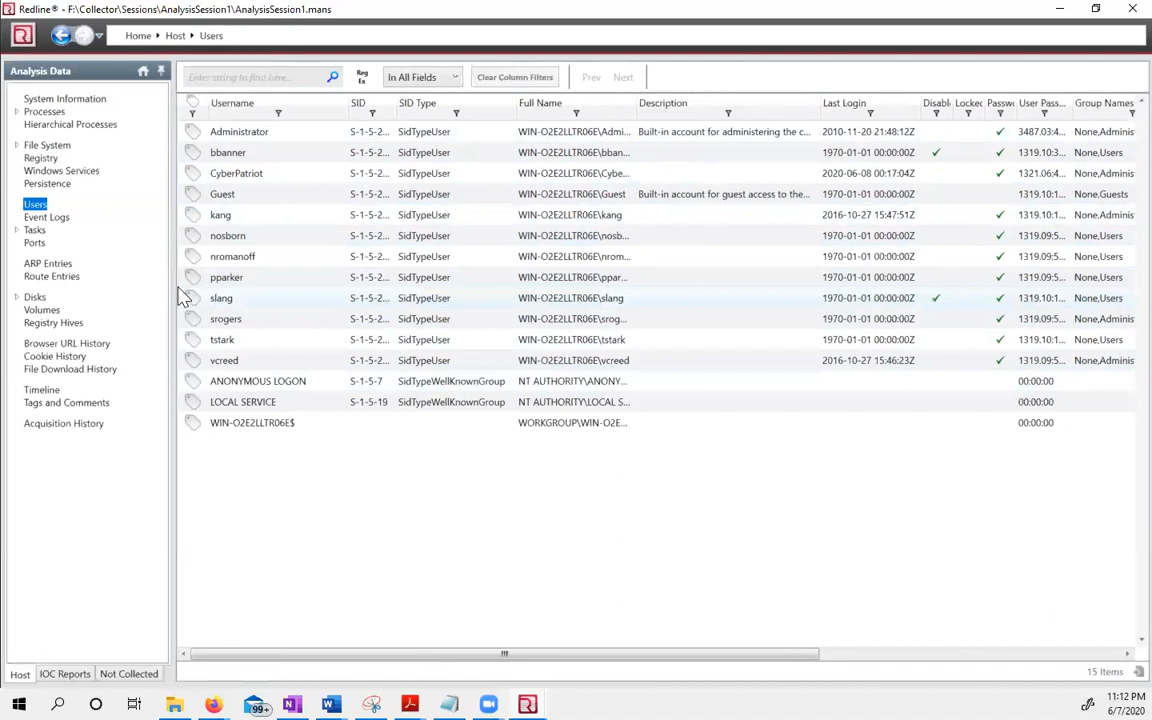 Redline® - F:\Collector\Sessions\AnalysisSession1\AnalysisSession1.mans
Home Host Users
Analysis Data
System Information
Processes
Hierarchical Processes
File System
Registry
Windows Services
Persistence
Users
Event Logs
Tasks
Ports
ARP Entries
Route Entries
Disks
Volumes
Registry Hives
Browser URL History
Cookie History
File Download History
Timeline
Tags and Comments
Acquisition History
Host IOC Reports Not Collected
Enter string to find here... Reg Ex In All Fields Clear Column Filters Prev Next
Username SID SID Type Full Name Description Last Login Disabl Locked Passwo User Pass... Group Names
Administrator S-1-5-2... SidTypeUser WIN-O2E2LLTR06E\Admi... Built-in account for administering the c... 2010-11-20 21:48:12Z ✓ 3487.03:4... None,Adminis
bbanner S-1-5-2... SidTypeUser WIN-O2E2LLTR06E\bban... 1970-01-01 00:00:00Z ✓ ✓ 1319.10:3... None,Users
CyberPatriot S-1-5-2... SidTypeUser WIN-O2E2LLTR06E\Cybe... 2020-06-08 00:17:04Z ✓ 1321.06:4... None,Adminis
Guest S-1-5-2... SidTypeUser WIN-O2E2LLTR06E\Guest Built-in account for guest access to the... 1970-01-01 00:00:00Z 1319.10:1... None,Guests
kang S-1-5-2... SidTypeUser WIN-O2E2LLTR06E\kang 2016-10-27 15:47:51Z ✓ 1319.10:1... None,Adminis
nosborn S-1-5-2... SidTypeUser WIN-O2E2LLTR06E\nosb... 1970-01-01 00:00:00Z ✓ 1319.10:1... None,Users
nromanoff S-1-5-2... SidTypeUser WIN-O2E2LLTR06E\nrom... 1970-01-01 00:00:00Z ✓ 1319.09:5... None,Users
pparker S-1-5-2... SidTypeUser WIN-O2E2LLTR06E\ppar... 1970-01-01 00:00:00Z ✓ 1319.09:5... None,Users
slang S-1-5-2... SidTypeUser WIN-O2E2LLTR06E\slang 1970-01-01 00:00:00Z ✓ ✓ 1319.10:1... None,Users
srogers S-1-5-2... SidTypeUser WIN-O2E2LLTR06E\srog... 1970-01-01 00:00:00Z ✓ 1319.09:5... None,Adminis
tstark S-1-5-2... SidTypeUser WIN-O2E2LLTR06E\tstark 1970-01-01 00:00:00Z ✓ 1319.09:5... None,Users
vcreed S-1-5-2... SidTypeUser WIN-O2E2LLTR06E\vcreed 2016-10-27 15:46:23Z ✓ 1319.09:5... None,Adminis
ANONYMOUS LOGON S-1-5-7 SidTypeWellKnownGroup NT AUTHORITY\ANONY... 00:00:00
LOCAL SERVICE S-1-5-19 SidTypeWellKnownGroup NT AUTHORITY\LOCAL S... 00:00:00
WIN-O2E2LLTR06E$ WORKGROUP\WIN-O2E... 00:00:00
15 Items
99+
11:12 PM
6/7/2020